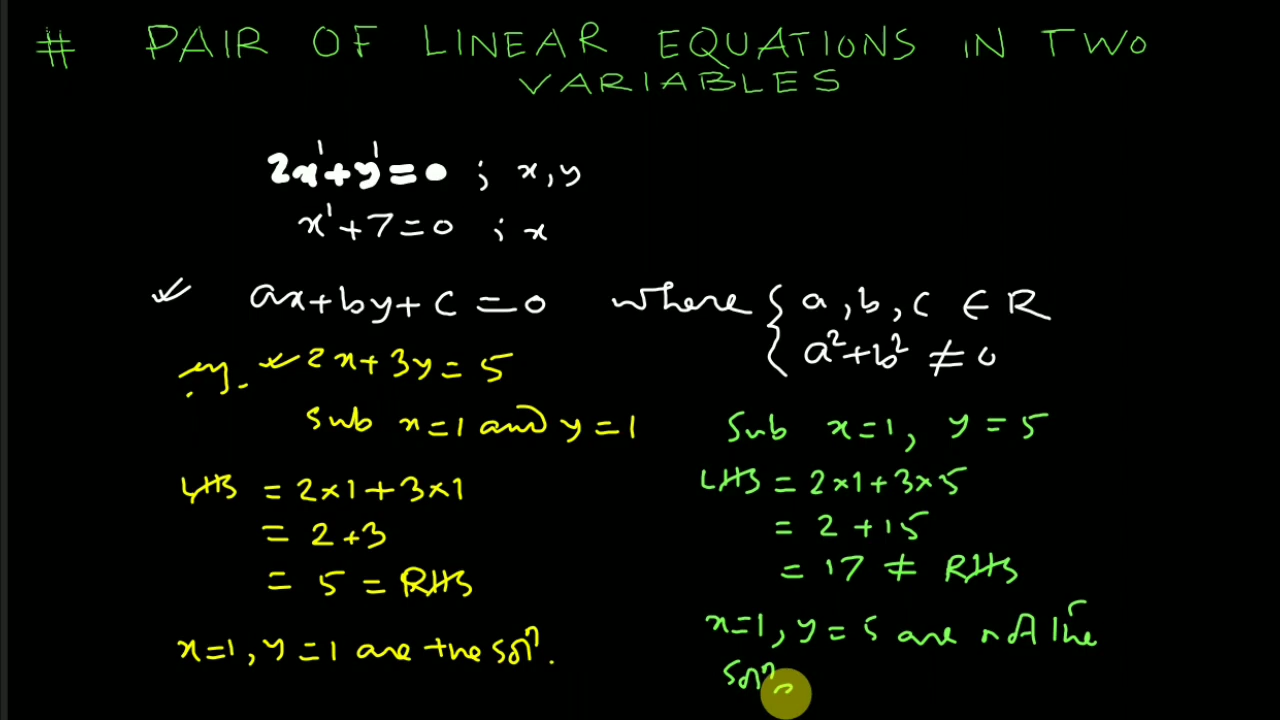 # PAIR OF LINEAR EQUATIONS IN TWO
VARIABLES
2x¹+y¹=0 ; x,y
x¹+7=0 ; x
✓ ax+by+c=0 where { a,b,c ∈ R
a²+b² ≠ 0
eg. ✓ 2x+3y=5
Sub x=1 and y=1
LHS = 2×1+3×1
= 2+3
= 5 = RHS
x=1, y=1 are the solⁿ.
Sub x=1, y=5
LHS = 2×1+3×5
= 2+15
= 17 ≠ RHS
x=1, y=5 are not the
solⁿ